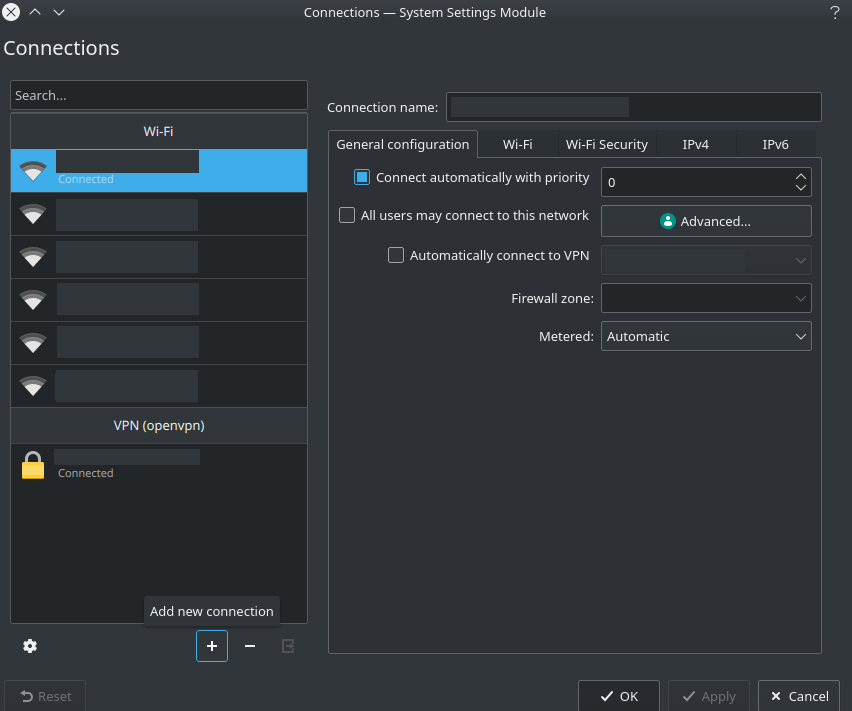 Connections — System Settings Module
?
Connections
Search...
Wi-Fi
Connected
VPN (openvpn)
Connected
Add new connection
Connection name:
General configuration Wi-Fi Wi-Fi Security IPv4 IPv6
Connect automatically with priority 0
All users may connect to this network Advanced...
Automatically connect to VPN
Firewall zone:
Metered: Automatic
Reset OK Apply Cancel